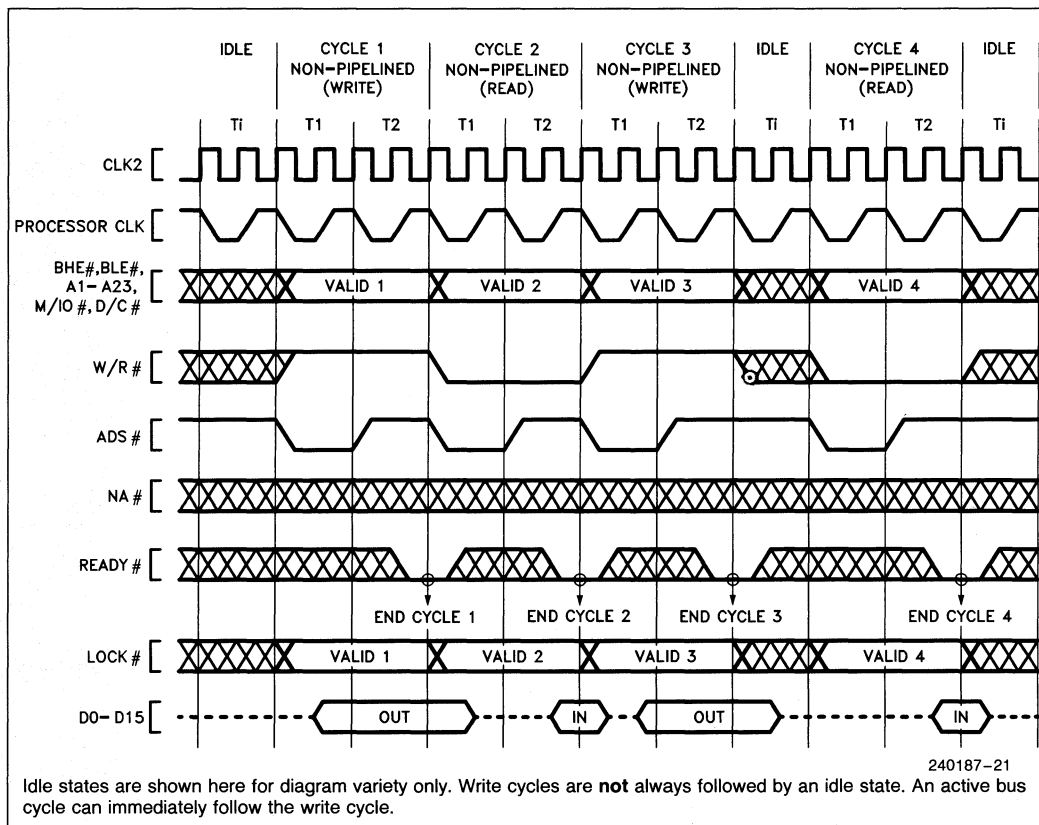 IDLE CYCLE 1 CYCLE 2 CYCLE 3 IDLE CYCLE 4 IDLE
NON-PIPELINED NON-PIPELINED NON-PIPELINED NON-PIPELINED
(WRITE) (READ) (WRITE) (READ)
Ti T1 T2 T1 T2 T1 T2 Ti T1 T2 Ti
CLK2
PROCESSOR CLK
BHE#,BLE#,
A1-A23,
M/IO#,D/C#
VALID 1 VALID 2 VALID 3 VALID 4
W/R#
ADS#
NA#
READY#
END CYCLE 1 END CYCLE 2 END CYCLE 3 END CYCLE 4
LOCK# VALID 1 VALID 2 VALID 3 VALID 4
D0-D15 OUT IN OUT IN
240187-21
Idle states are shown here for diagram variety only. Write cycles are not always followed by an idle state. An active bus
cycle can immediately follow the write cycle.